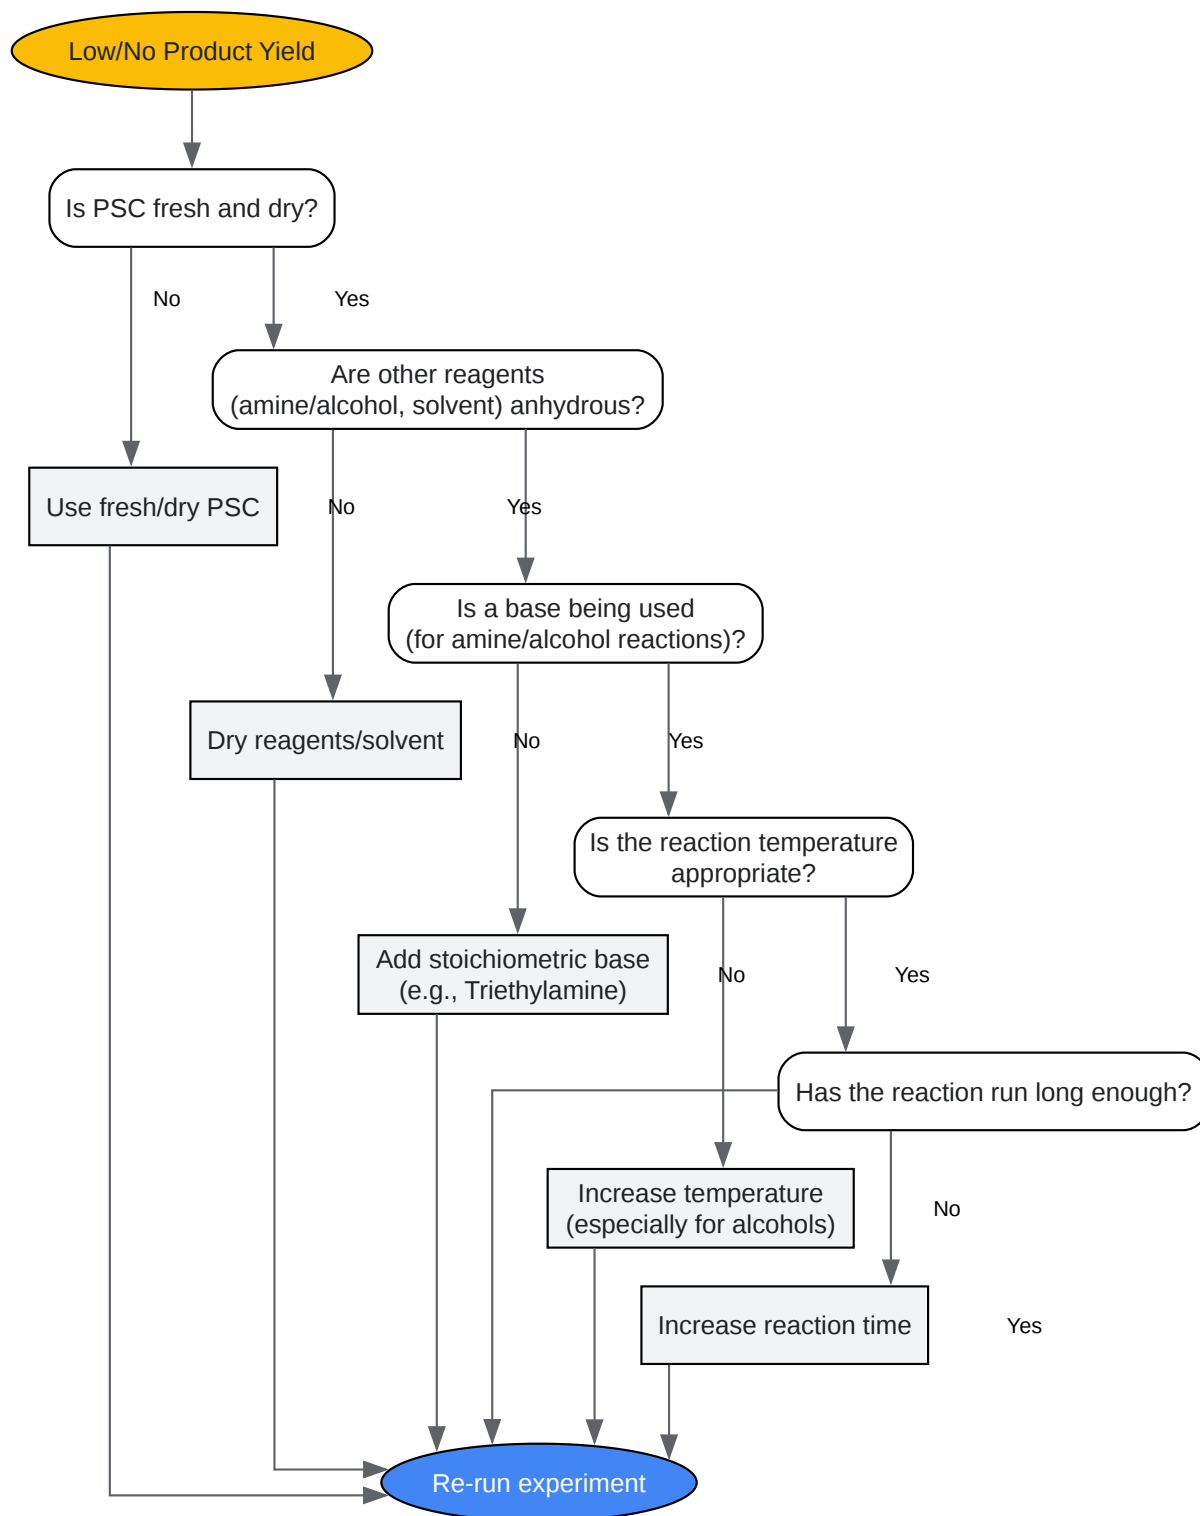 Low/No Product Yield
Is PSC fresh and dry?
No
Yes
Are other reagents
(amine/alcohol, solvent) anhydrous?
Use fresh/dry PSC
No
Yes
Is a base being used
(for amine/alcohol reactions)?
Dry reagents/solvent
No
Yes
Is the reaction temperature
appropriate?
Add stoichiometric base
(e.g., Triethylamine)
No
Yes
Has the reaction run long enough?
Increase temperature
(especially for alcohols)
No
Increase reaction time
Yes
Re-run experiment